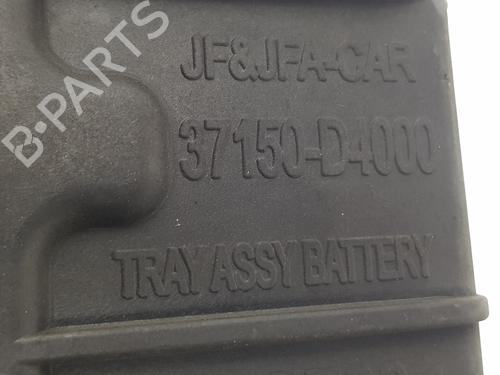 B-PARTS
JF&JFA-CAR
37150-D4000
TRAY ASSY BATTERY